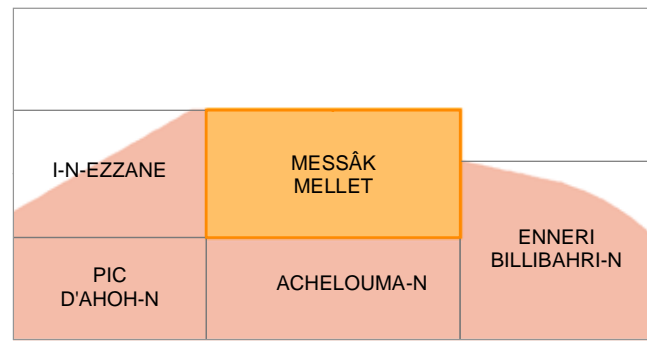 I-N-EZZANE
MESSÂK
MELLET
ENNERI
BILLIBAHRI-N
PIC
D'AHOH-N
ACHELOUMA-N